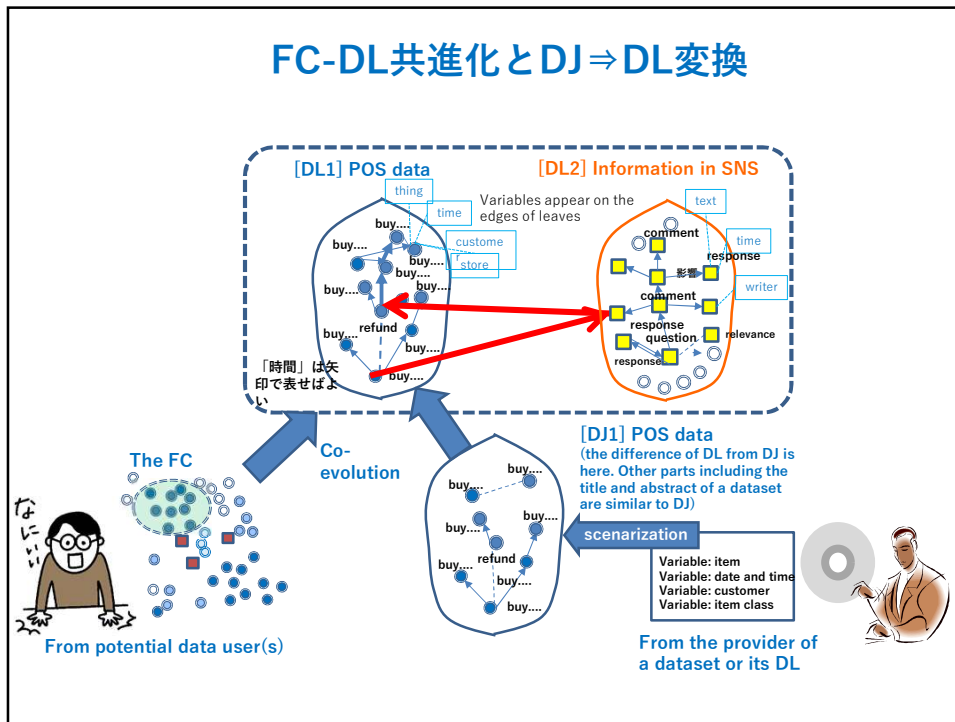 FC-DL共進化とDJ⇒DL変換
[DL1] POS data
[DL2] Information in SNS
thing
time
Variables appear on the
edges of leaves
custome
r
store
buy....
buy....
buy....
buy....
buy....
buy....
buy....
refund
buy....
buy....
「時間」は矢
印で表せばよ
い
text
comment
time
response
影響
writer
comment
response
question
relevance
response
The FC
Co-
evolution
なにいい
From potential data user(s)
[DJ1] POS data
(the difference of DL from DJ is
here. Other parts including the
title and abstract of a dataset
are similar to DJ)
buy....
buy....
buy....
buy....
refund
buy....
buy....
buy....
scenarization
Variable: item
Variable: date and time
Variable: customer
Variable: item class
From the provider of
a dataset or its DL